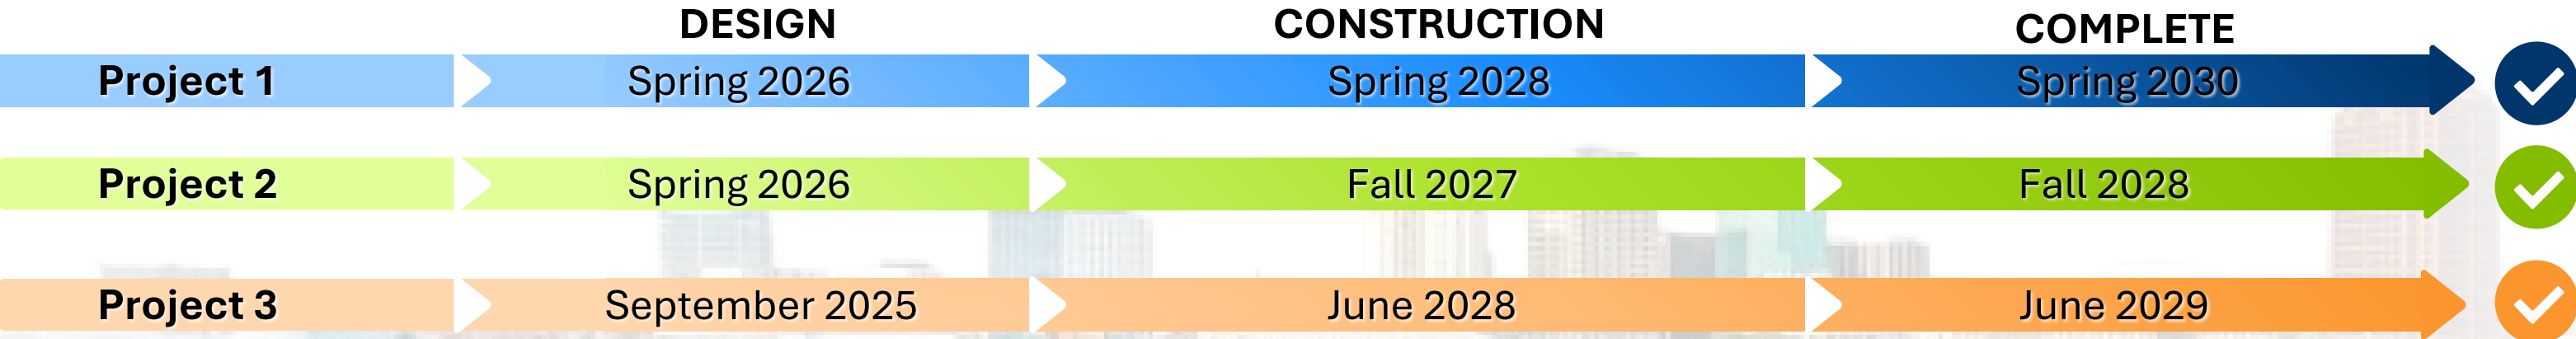 DESIGN CONSTRUCTION COMPLETE
Project 1 Spring 2026 Spring 2028 Spring 2030
Project 2 Spring 2026 Fall 2027 Fall 2028
Project 3 September 2025 June 2028 June 2029